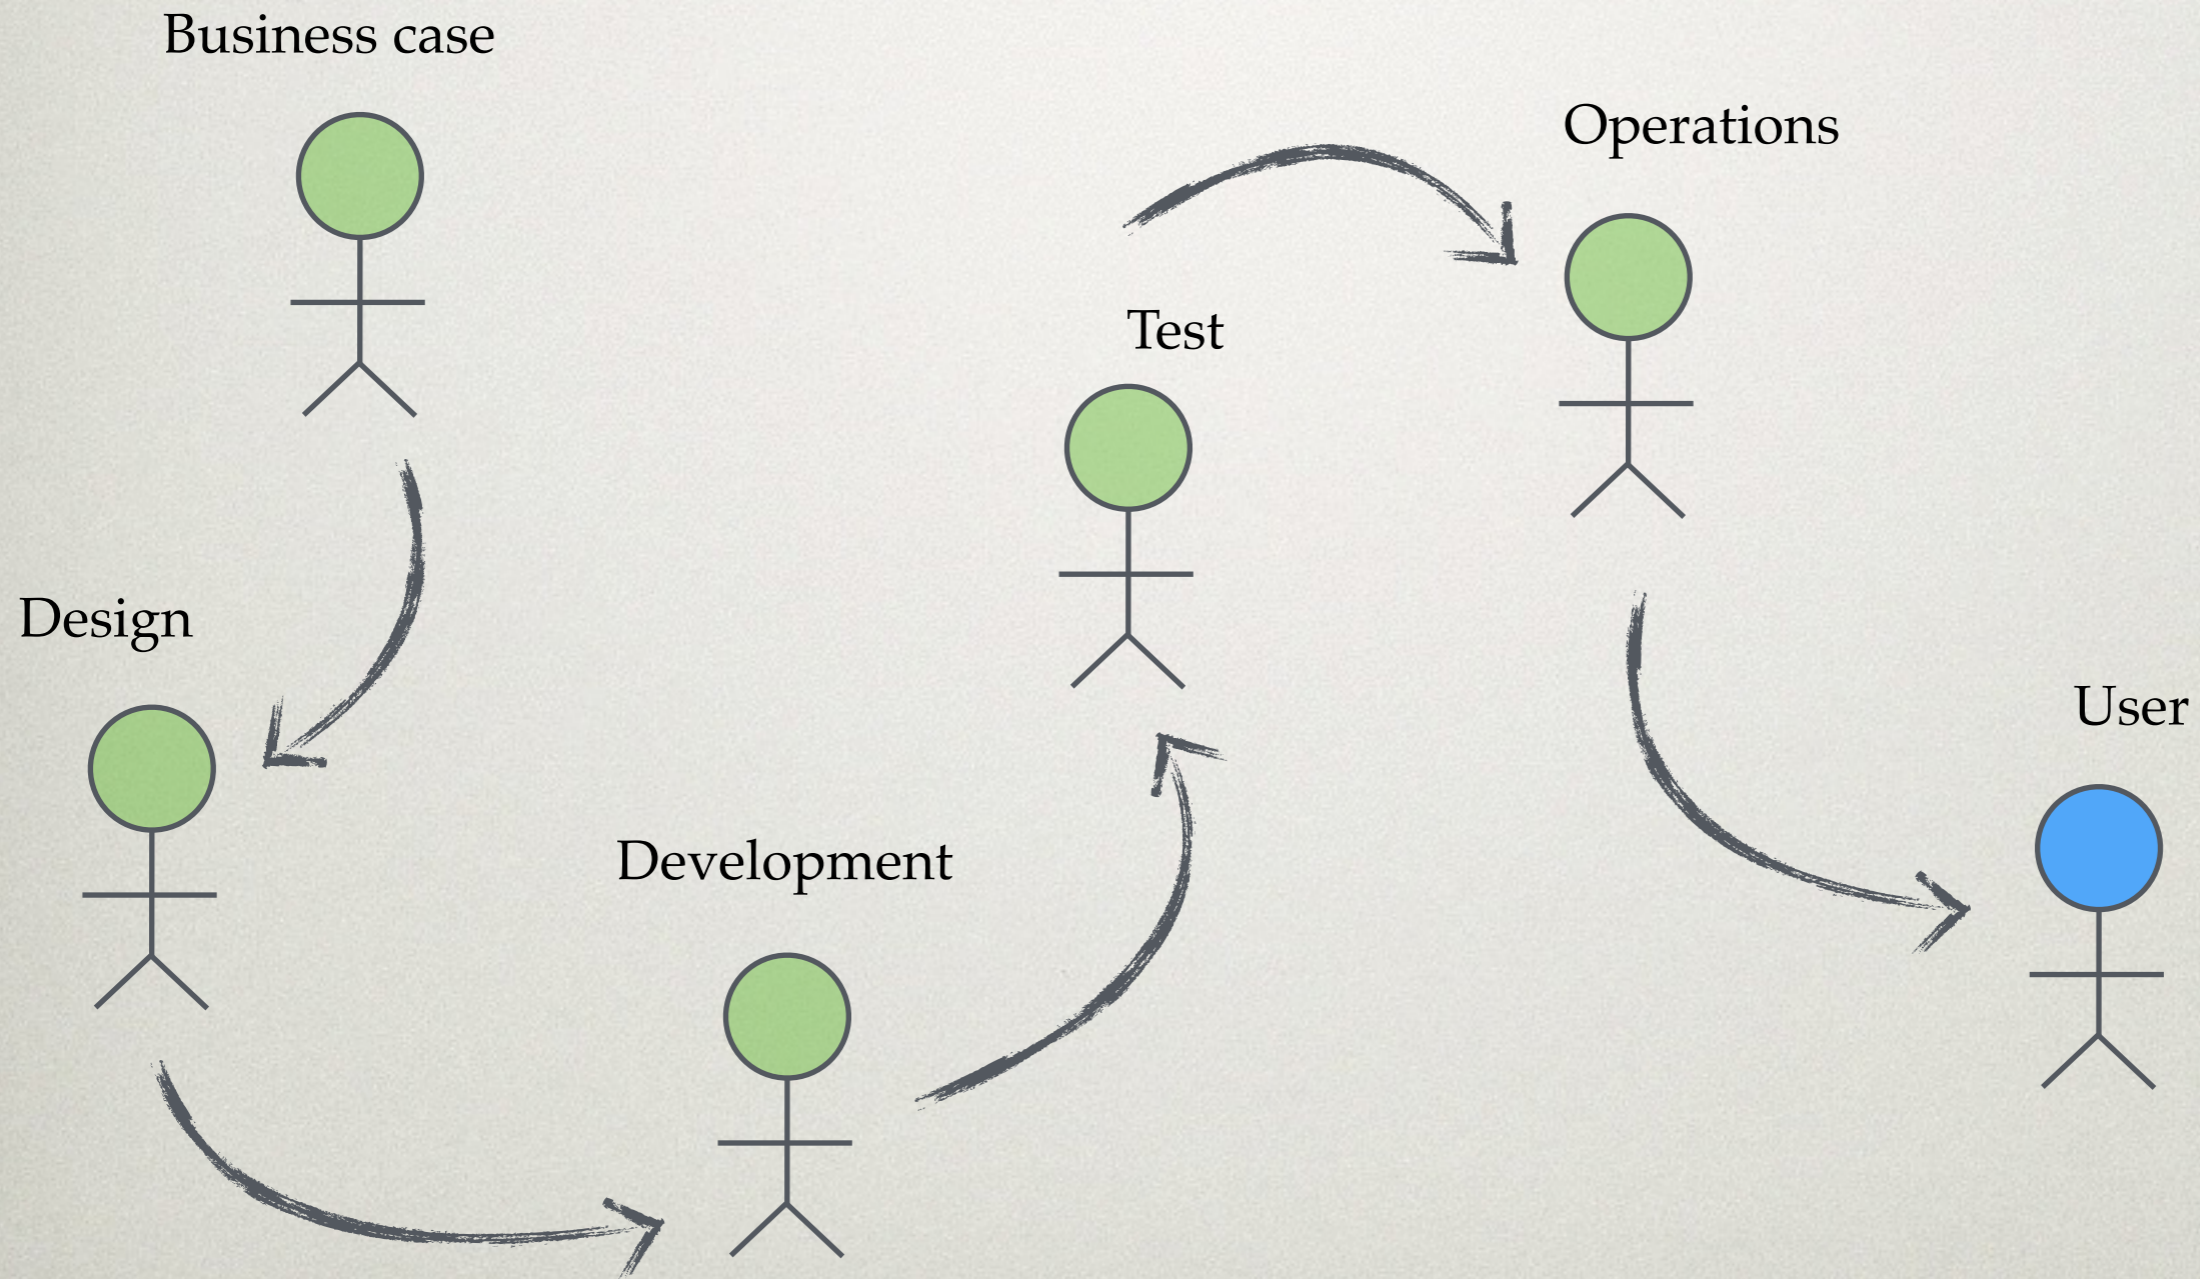 Business case
Design
Development
Test
Operations
User